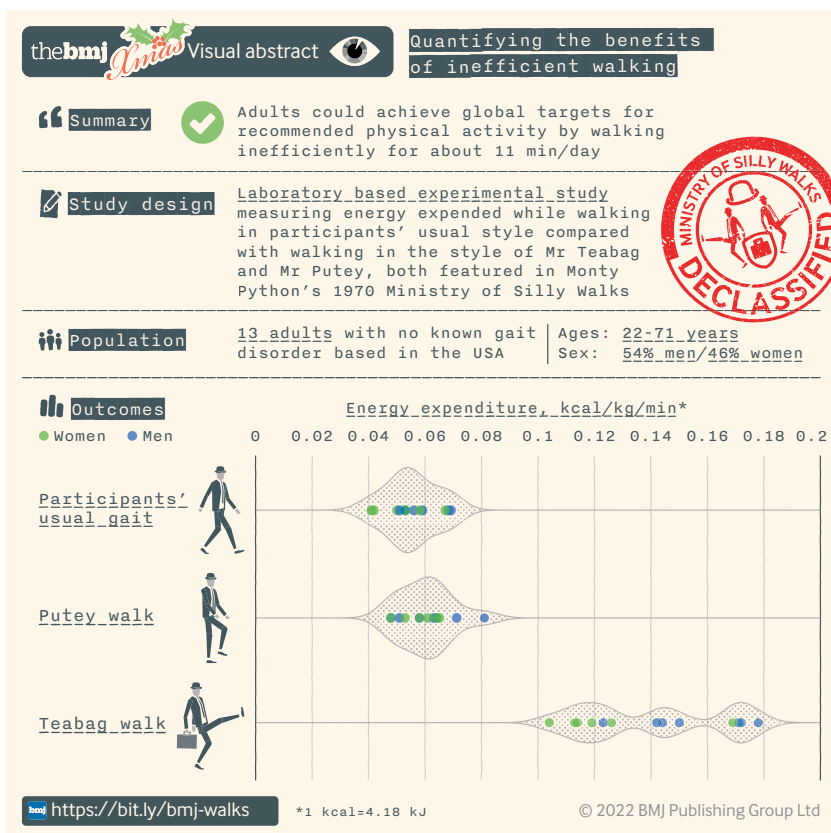 thebmj Xmas Visual abstract
Quantifying the benefits
of inefficient walking
Summary
Adults could achieve global targets for
recommended physical activity by walking
inefficiently for about 11 min/day
Study design
Laboratory based experimental study
measuring energy expended while walking
in participants’ usual style compared
with walking in the style of Mr Teabag
and Mr Putey, both featured in Monty
Python’s 1970 Ministry of Silly Walks
MINISTRY OF SILLY WALKS
DECLASSIFIED
Population
13 adults with no known gait
disorder based in the USA
Ages: 22-71 years
Sex: 54% men/46% women
Outcomes
Energy expenditure, kcal/kg/min*
Women Men
0 0.02 0.04 0.06 0.08 0.1 0.12 0.14 0.16 0.18 0.2
Participants’
usual gait
Putey walk
Teabag walk
bmj https://bit.ly/bmj-walks
*1 kcal=4.18 kJ
© 2022 BMJ Publishing Group Ltd